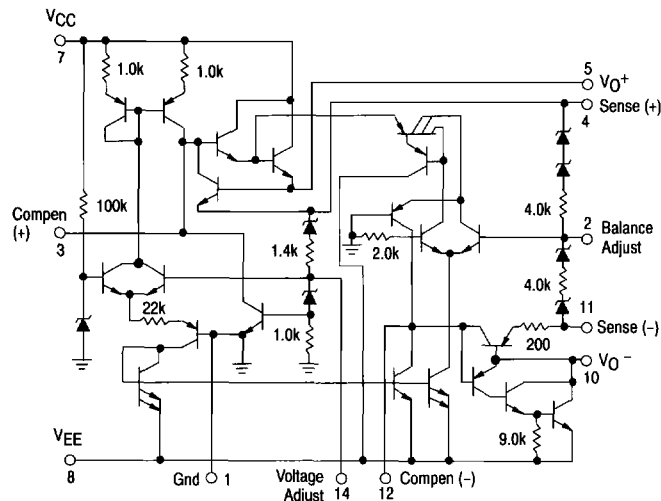 VCC
7
1.0k
1.0k
5
VO+
Sense (+)
4
100k
4.0k
Compen
(+)
3
1.4k
2.0k
2
Balance
Adjust
4.0k
22k
1.0k
11
Sense (–)
200
VO–
10
9.0k
VEE
8
Gnd
1
Voltage
Adjust
14
12
Compen (–)